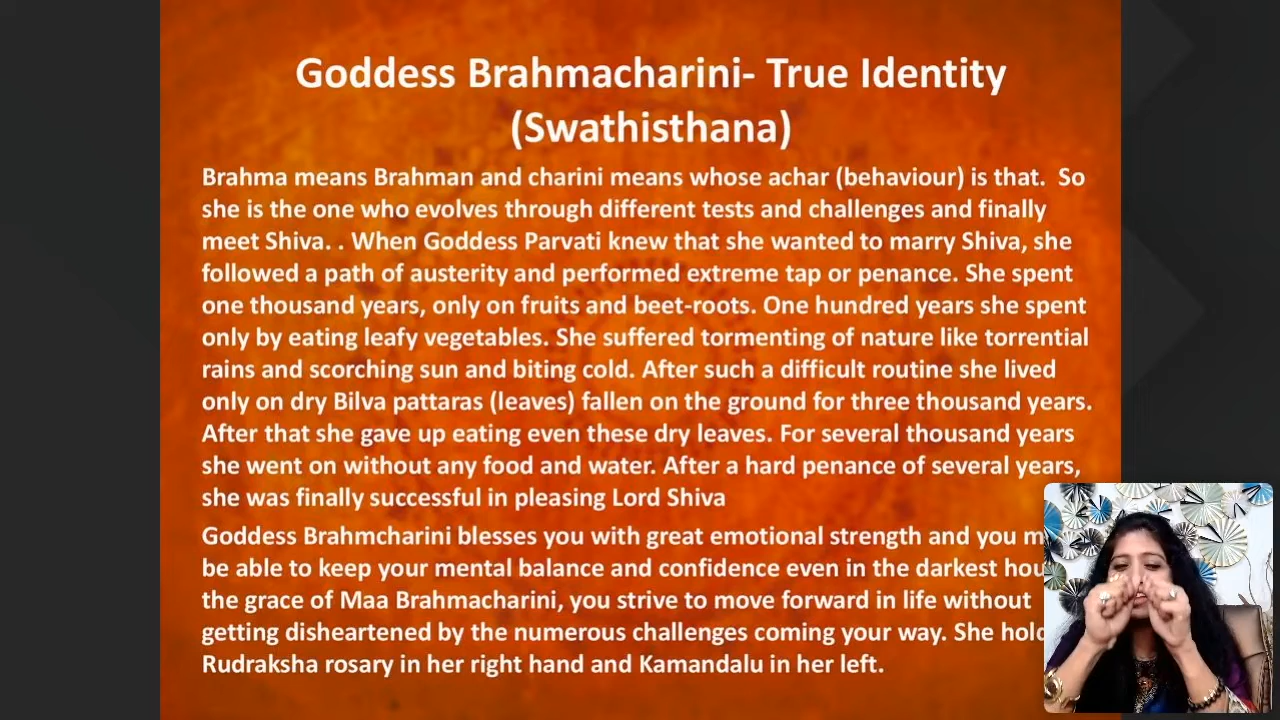 Goddess Brahmacharini- True Identity
(Swathisthana)
Brahma means Brahman and charini means whose achar (behaviour) is that. So
she is the one who evolves through different tests and challenges and finally
meet Shiva. . When Goddess Parvati knew that she wanted to marry Shiva, she
followed a path of austerity and performed extreme tap or penance. She spent
one thousand years, only on fruits and beet-roots. One hundred years she spent
only by eating leafy vegetables. She suffered tormenting of nature like torrential
rains and scorching sun and biting cold. After such a difficult routine she lived
only on dry Bilva pattaras (leaves) fallen on the ground for three thousand years.
After that she gave up eating even these dry leaves. For several thousand years
she went on without any food and water. After a hard penance of several years,
she was finally successful in pleasing Lord Shiva
Goddess Brahmcharini blesses you with great emotional strength and you
be able to keep your mental balance and confidence even in the darkest
the grace of Maa Brahmacharini, you strive to move forward in life without
getting disheartened by the numerous challenges coming your way. She
Rudraksha rosary in her right hand and Kamandalu in her left.